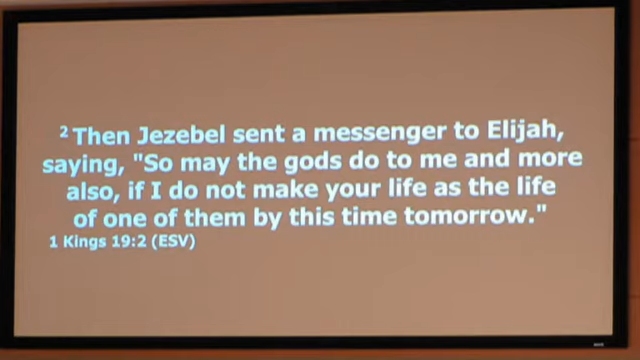 2 Then Jezebel sent a messenger to Elijah,
saying, "So may the gods do to me and more
also, if I do not make your life as the life
of one of them by this time tomorrow."
1 Kings 19:2 (ESV)